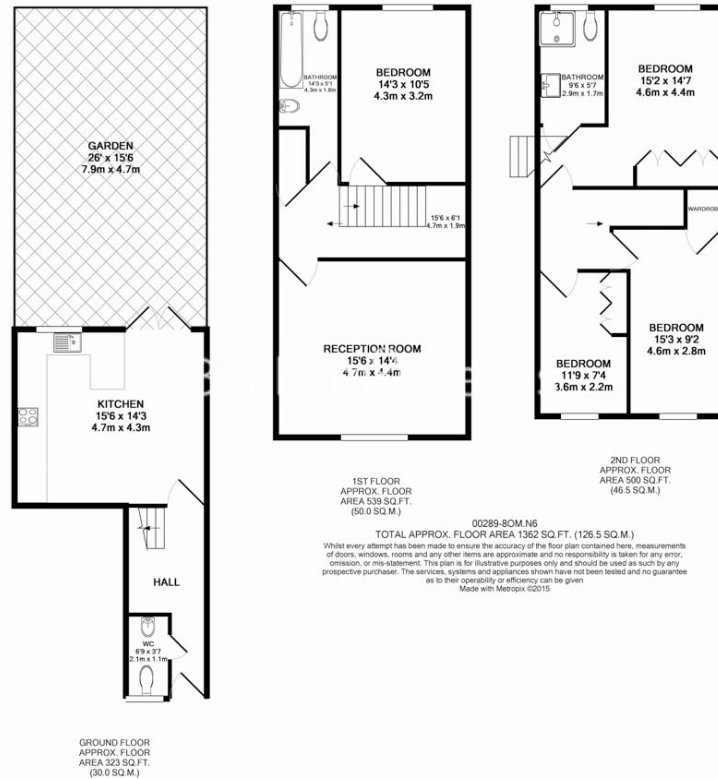 GARDEN
26' x 15'6
7.9m x 4.7m
KITCHEN
15'6 x 14'3
4.7m x 4.3m
HALL
WC
6'9 x 3'7
2.1m x 1.1m
GROUND FLOOR
APPROX. FLOOR
AREA 323 SQ.FT.
(30.0 SQ.M.)
BATHROOM
14'3 x 5'1
4.3m x 1.6m
BEDROOM
14'3 x 10'5
4.3m x 3.2m
15'6 x 6'1
4.7m x 1.9m
RECEPTION ROOM
15'6 x 14'4
4.7m x 4.4m
1ST FLOOR
APPROX. FLOOR
AREA 539 SQ.FT.
(50.0 SQ.M.)
BATHROOM
9'6 x 5'7
2.9m x 1.7m
BEDROOM
15'2 x 14'7
4.6m x 4.4m
WARDROB
BEDROOM
15'3 x 9'2
4.6m x 2.8m
BEDROOM
11'9 x 7'4
3.6m x 2.2m
2ND FLOOR
APPROX. FLOOR
AREA 500 SQ.FT.
(46.5 SQ.M.)
00289-8OM.N6
TOTAL APPROX. FLOOR AREA 1362 SQ.FT. (126.5 SQ.M.)
Whilst every attempt has been made to ensure the accuracy of the floor plan contained here, measurements
of doors, windows, rooms and any other items are approximate and no responsibility is taken for any error,
omission, or mis-statement. This plan is for illustrative purposes only and should be used as such by any
prospective purchaser. The services, systems and appliances shown have not been tested and no guarantee
as to their operability or efficiency can be given
Made with Metropix ©2015